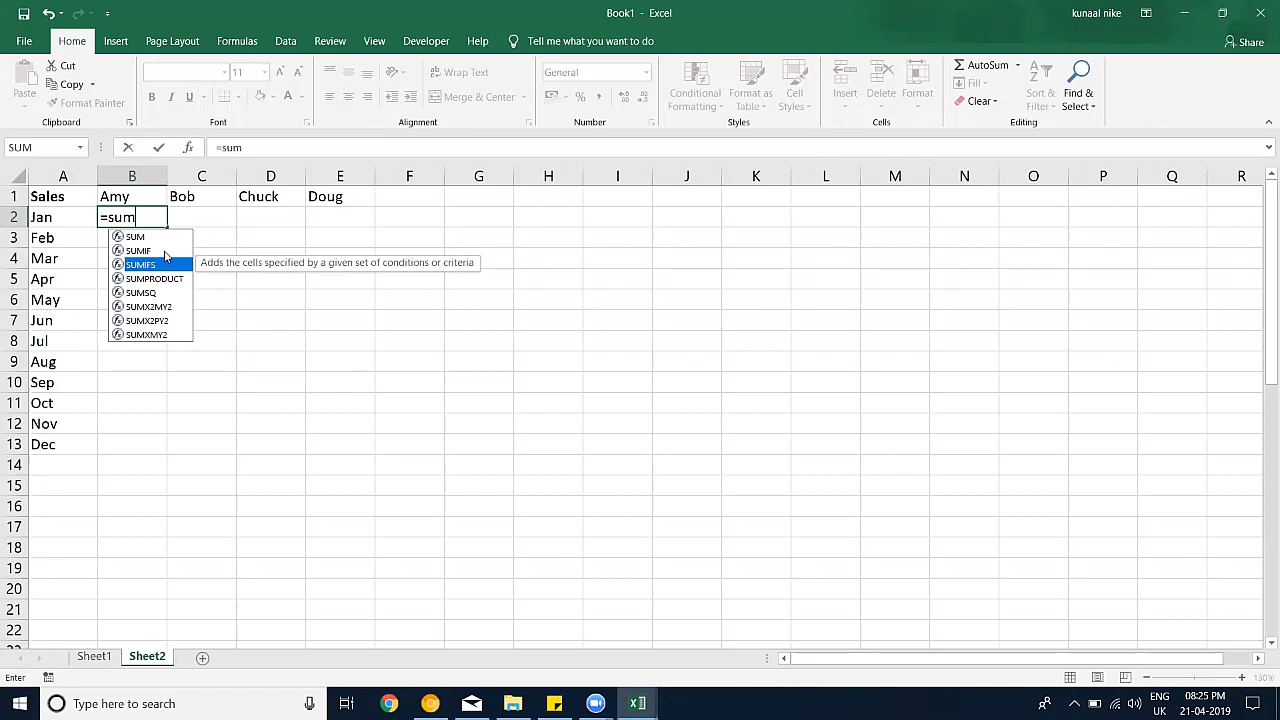 Book1 - Excel
kunaal nike
File Home Insert Page Layout Formulas Data Review View Developer Help Tell me what you want to do Share
Paste
Cut
Copy
Format Painter
Clipboard
11
A A
B I U
A
Font
Wrap Text
Merge & Center
Alignment
General
% ,
Number
Conditional Formatting
Format as Table
Cell Styles
Styles
Insert
Delete
Format
Cells
AutoSum
Fill
Clear
Sort & Filter
Find & Select
Editing
SUM
fx
=sum
A B C D E F G H I J K L M N O P Q R
1 Sales Amy Bob Chuck Doug
2 Jan =sum
3 Feb
4 Mar
5 Apr
6 May
7 Jun
8 Jul
9 Aug
10 Sep
11 Oct
12 Nov
13 Dec
14
15
16
17
18
19
20
21
22
SUM
SUMIF
SUMIFS
Adds the cells specified by a given set of conditions or criteria
SUMPRODUCT
SUMSQ
SUMX2MY2
SUMX2PY2
SUMXMY2
Sheet1 Sheet2
Enter
130%
Type here to search
ENG
UK
08:25 PM
21-04-2019